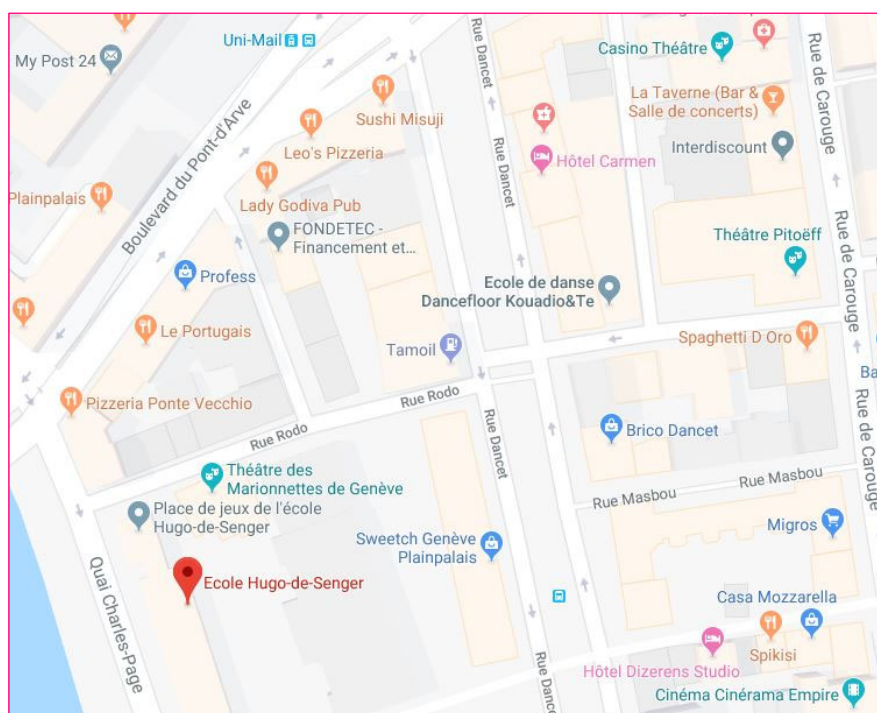 My Post 24
Uni-Mail
Rue Dancet
Casino Théâtre
Rue de Carouge
Boulevard du Pont-d'Arve
Sushi Misuji
La Taverne (Bar &
Salle de concerts)
Leo's Pizzeria
Interdiscount
Rue Dancet
Hôtel Carmen
Plainpalais
Lady Godiva Pub
FONDETEC -
Financement et...
Théâtre Pitoëff
Rue de Carouge
Profess
Ecole de danse
Dancefloor Kouadio&Te
Le Portugais
Tamoil
Spaghetti D Oro
Ba
Pizzeria Ponte Vecchio
Rue Rodo
Rue Rodo
Rue Dancet
Brico Dancet
Rue de Carouge
Théâtre des
Marionnettes de Genève
Rue Masbou
Rue Masbou
Place de jeux de l'école
Hugo-de-Senger
Migros
Sweetch Genève
Plainpalais
Quai Charles-Page
Ecole Hugo-de-Senger
Casa Mozzarella
Rue Dancet
Hôtel Dizerens Studio
Spikisi
Cinéma Cinérama Empire